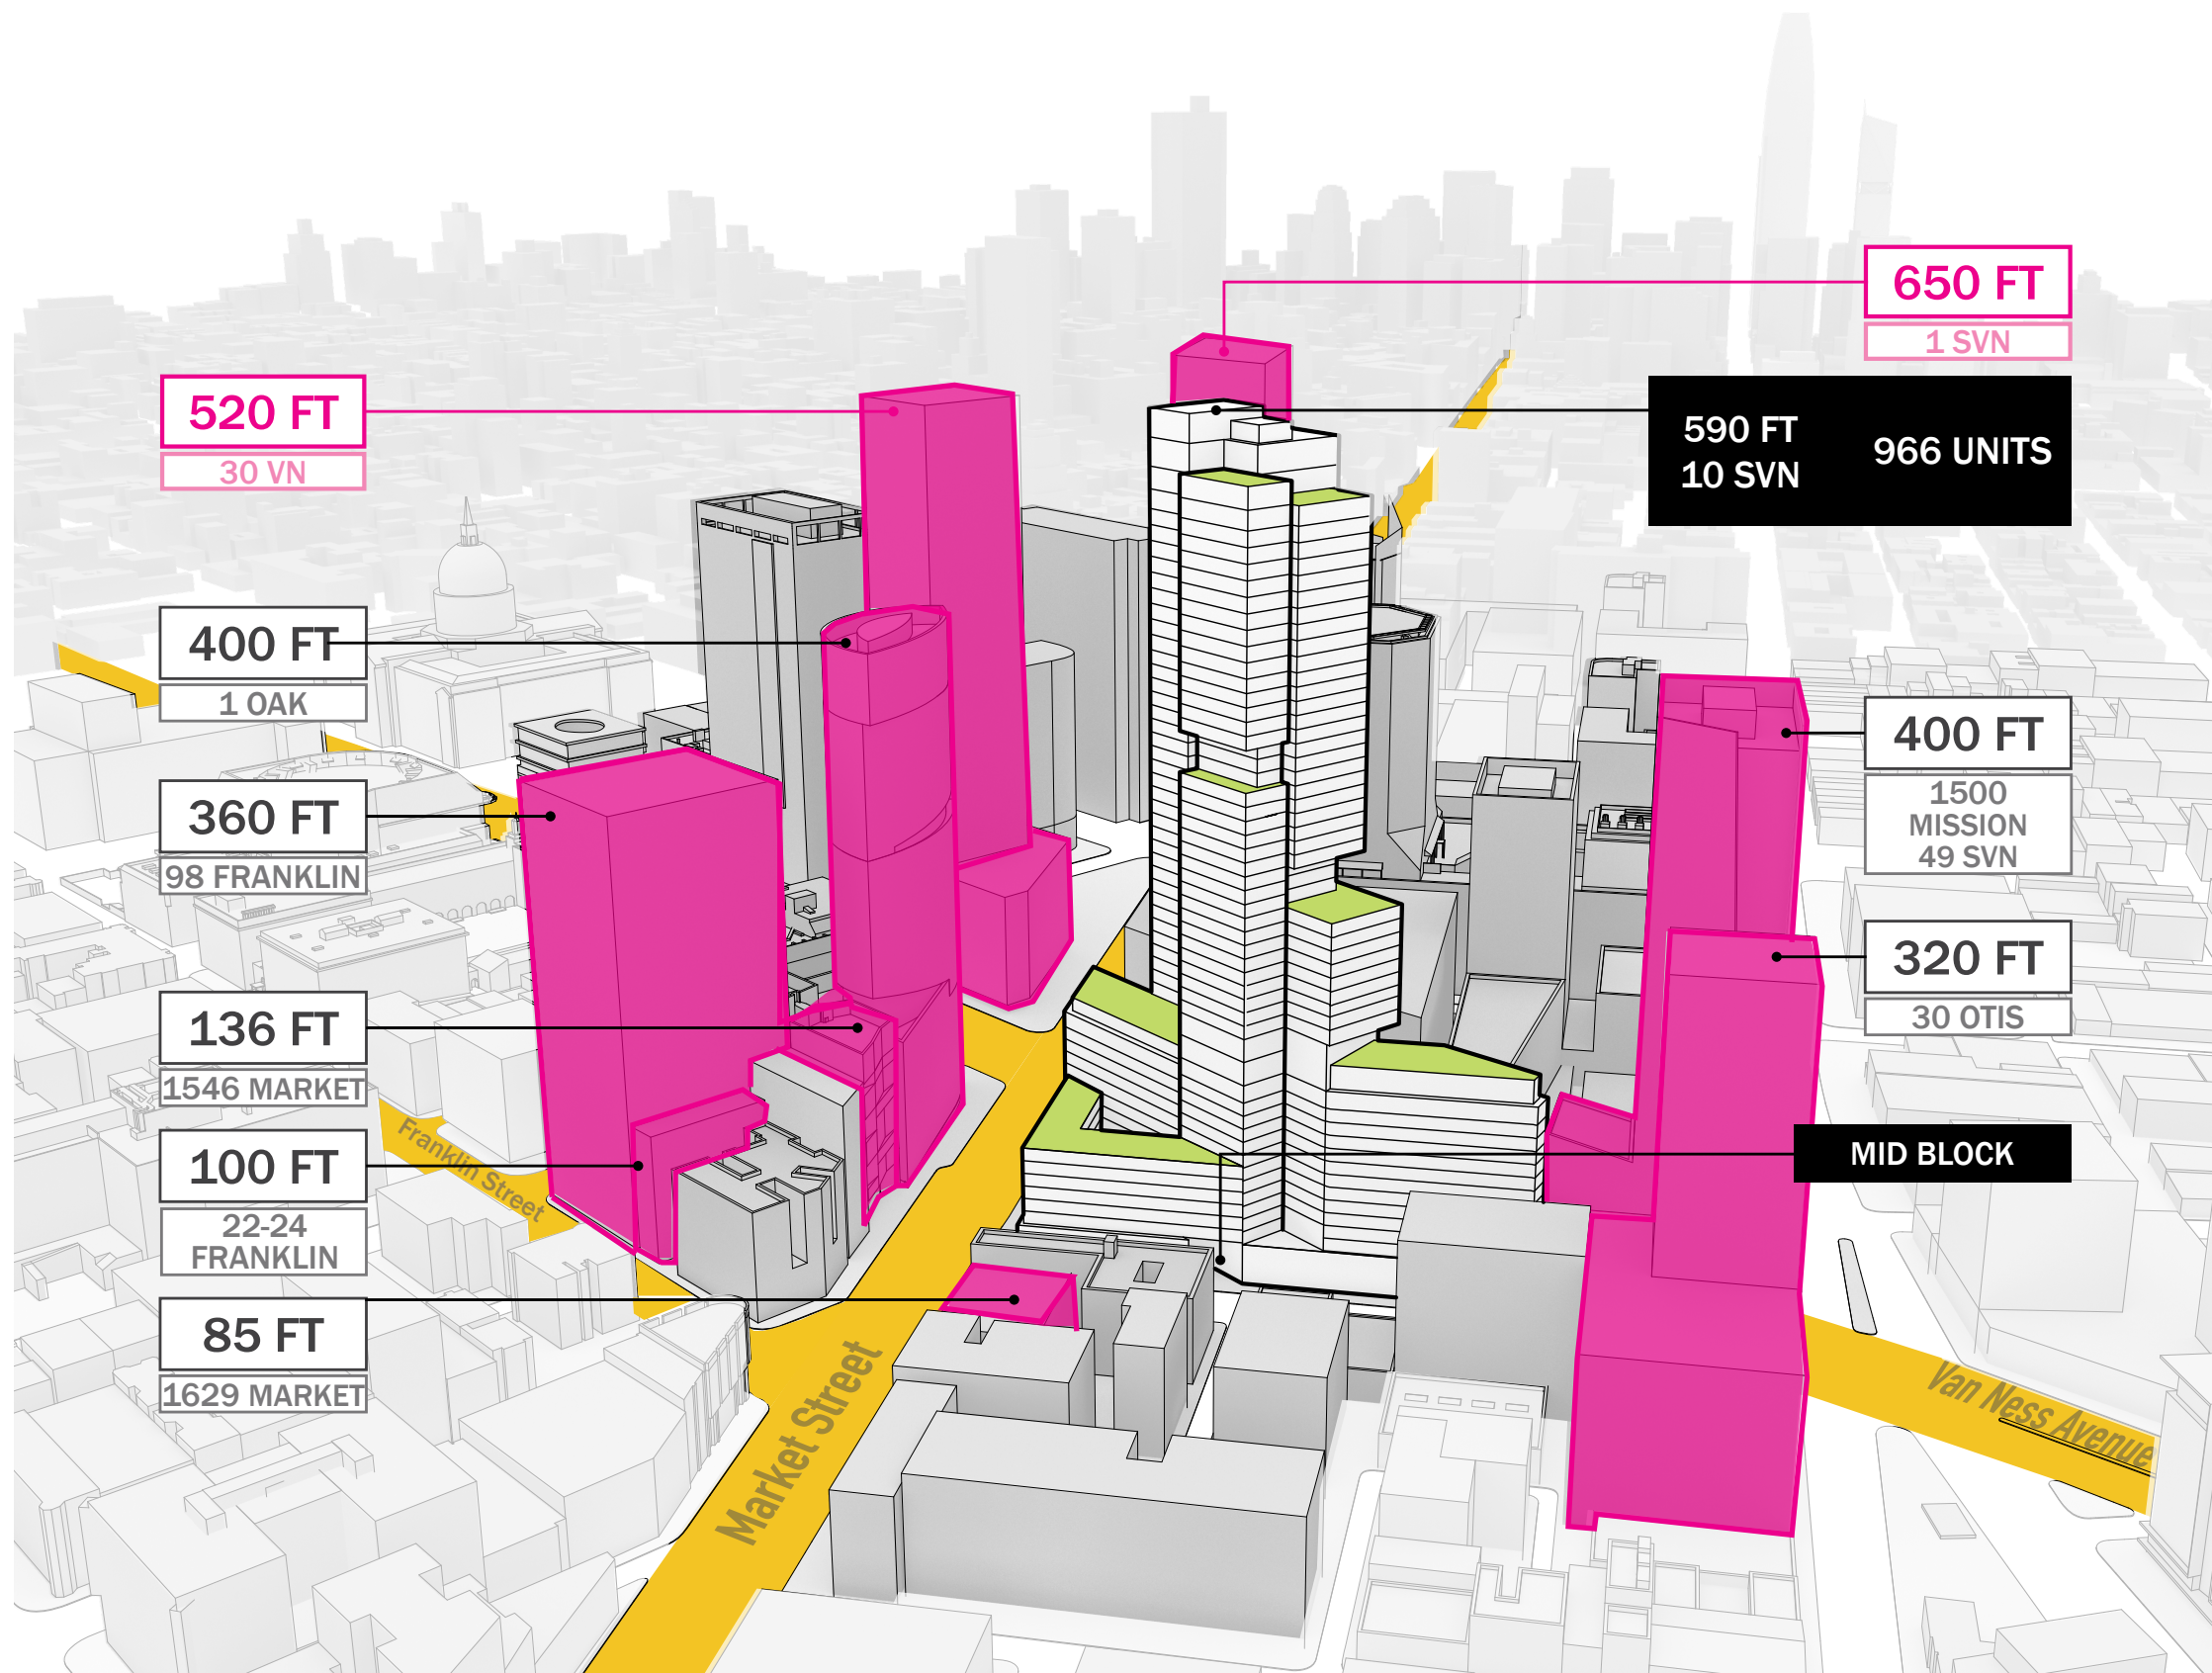 650 FT
1 SVN
520 FT
30 VN
590 FT
10 SVN
966 UNITS
400 FT
1 OAK
400 FT
1500
MISSION
49 SVN
360 FT
98 FRANKLIN
320 FT
30 OTIS
136 FT
1546 MARKET
Franklin Street
100 FT
22-24
FRANKLIN
MID BLOCK
85 FT
1629 MARKET
Market Street
Van Ness Avenue